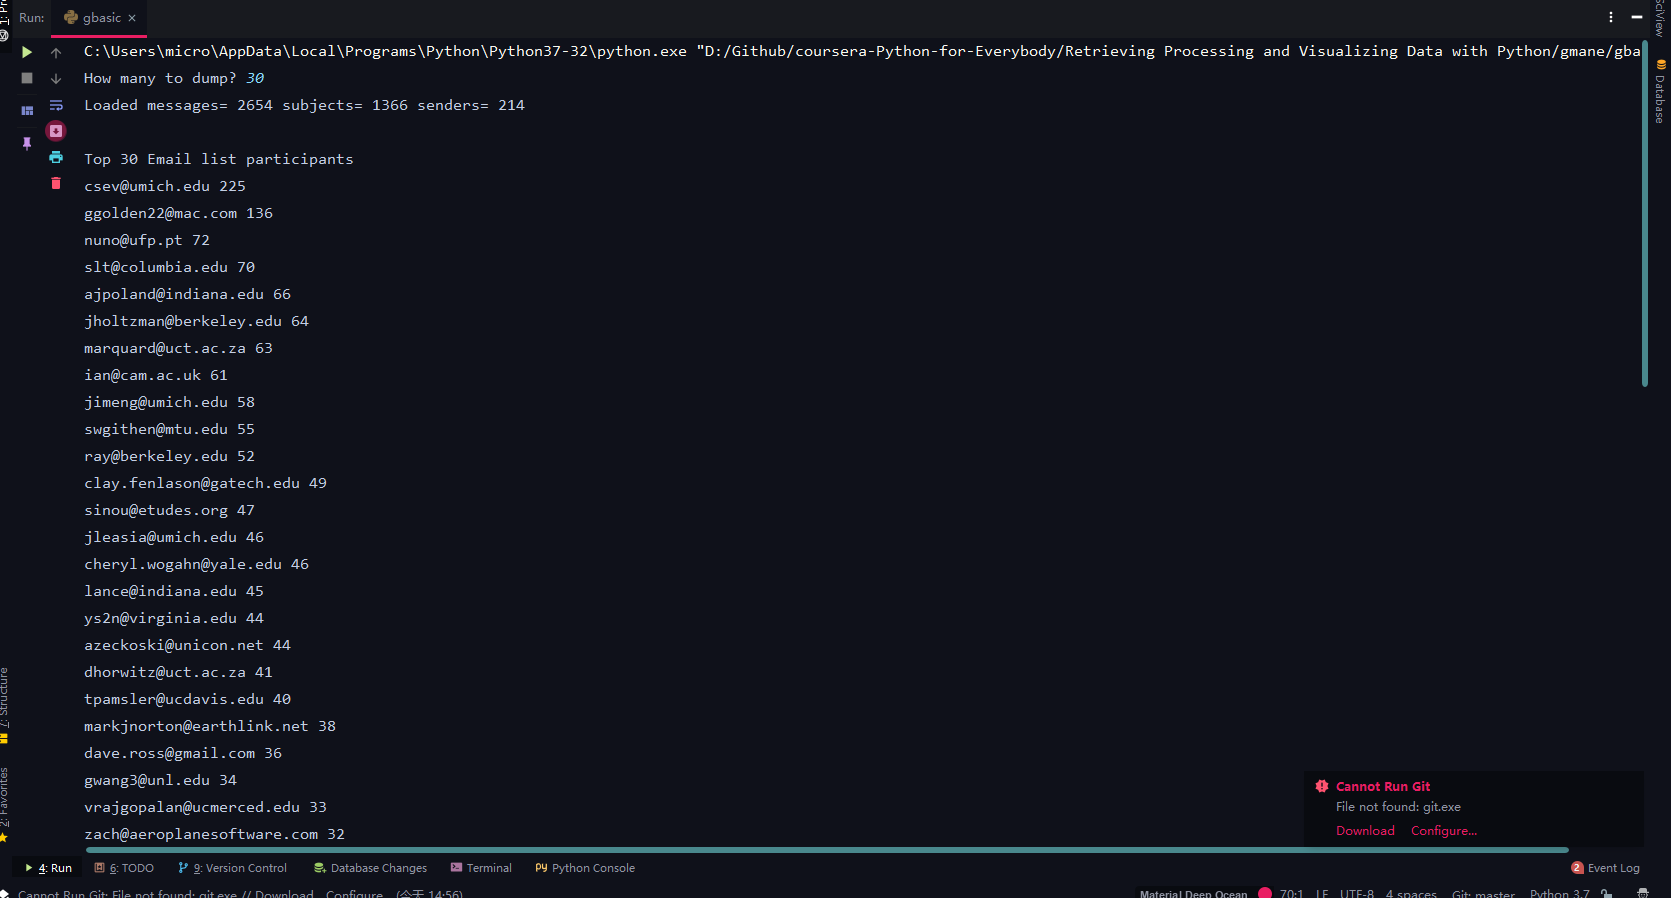 Run: gbasic
C:\Users\micro\AppData\Local\Programs\Python\Python37-32\python.exe "D:/Github/coursera-Python-for-Everybody/Retrieving Processing and Visualizing Data with Python/gmane/gba
How many to dump? 30
Loaded messages= 2654 subjects= 1366 senders= 214
Top 30 Email list participants
csev@umich.edu 225
ggolden22@mac.com 136
nuno@ufp.pt 72
slt@columbia.edu 70
ajpoland@indiana.edu 66
jholtzman@berkeley.edu 64
marquard@uct.ac.za 63
ian@cam.ac.uk 61
jimeng@umich.edu 58
swgithen@mtu.edu 55
ray@berkeley.edu 52
clay.fenlason@gatech.edu 49
sinou@etudes.org 47
jleasia@umich.edu 46
cheryl.wogahn@yale.edu 46
lance@indiana.edu 45
ys2n@virginia.edu 44
azeckoski@unicon.net 44
dhorwitz@uct.ac.za 41
tpamsler@ucdavis.edu 40
markjnorton@earthlink.net 38
dave.ross@gmail.com 36
gwang3@unl.edu 34
vrajgopalan@ucmerced.edu 33
zach@aeroplanesoftware.com 32
SciView
Database
7: Structure
2: Favorites
Cannot Run Git
File not found: git.exe
Download Configure...
4: Run 6: TODO 9: Version Control Database Changes Terminal Python Console 2 Event Log
Cannot Run Git: File not found: git.exe // Download Configure... (今天 14:56) Material Deep Ocean 70:1 LF UTF-8 4 spaces Git: master Python 3.7